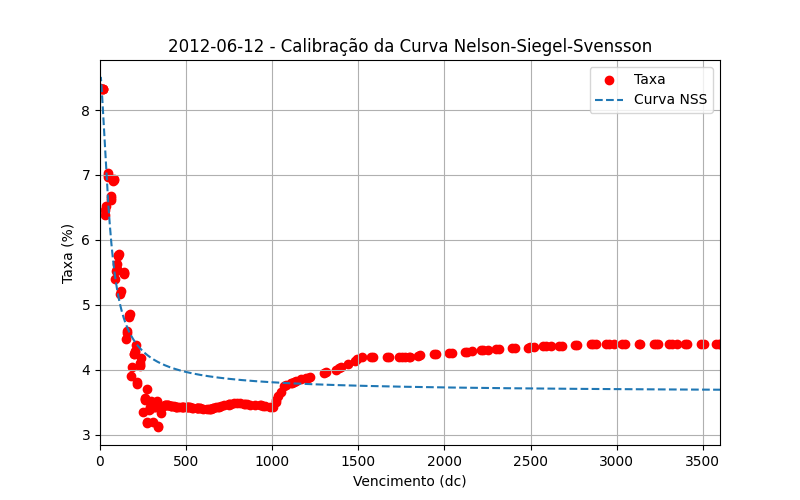 2012-06-12 - Calibração da Curva Nelson-Siegel-Svensson
Taxa
Curva NSS
Taxa (%)
8
7
6
5
4
3
0 500 1000 1500 2000 2500 3000 3500
Vencimento (dc)